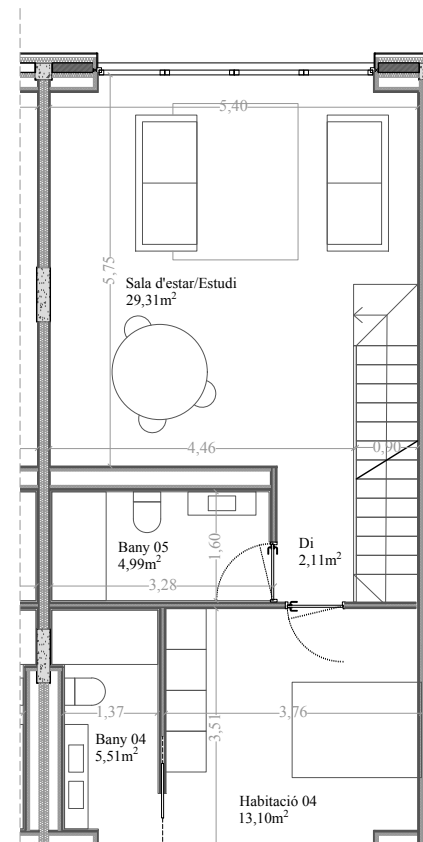 5,40
5,75
Sala d'estar/Estudi
29,31m²
4,46
0,90
Bany 05
4,99m²
1,60
Di
2,11m²
3,28
1,37
3,76
3,51
Bany 04
5,51m²
Habitació 04
13,10m²